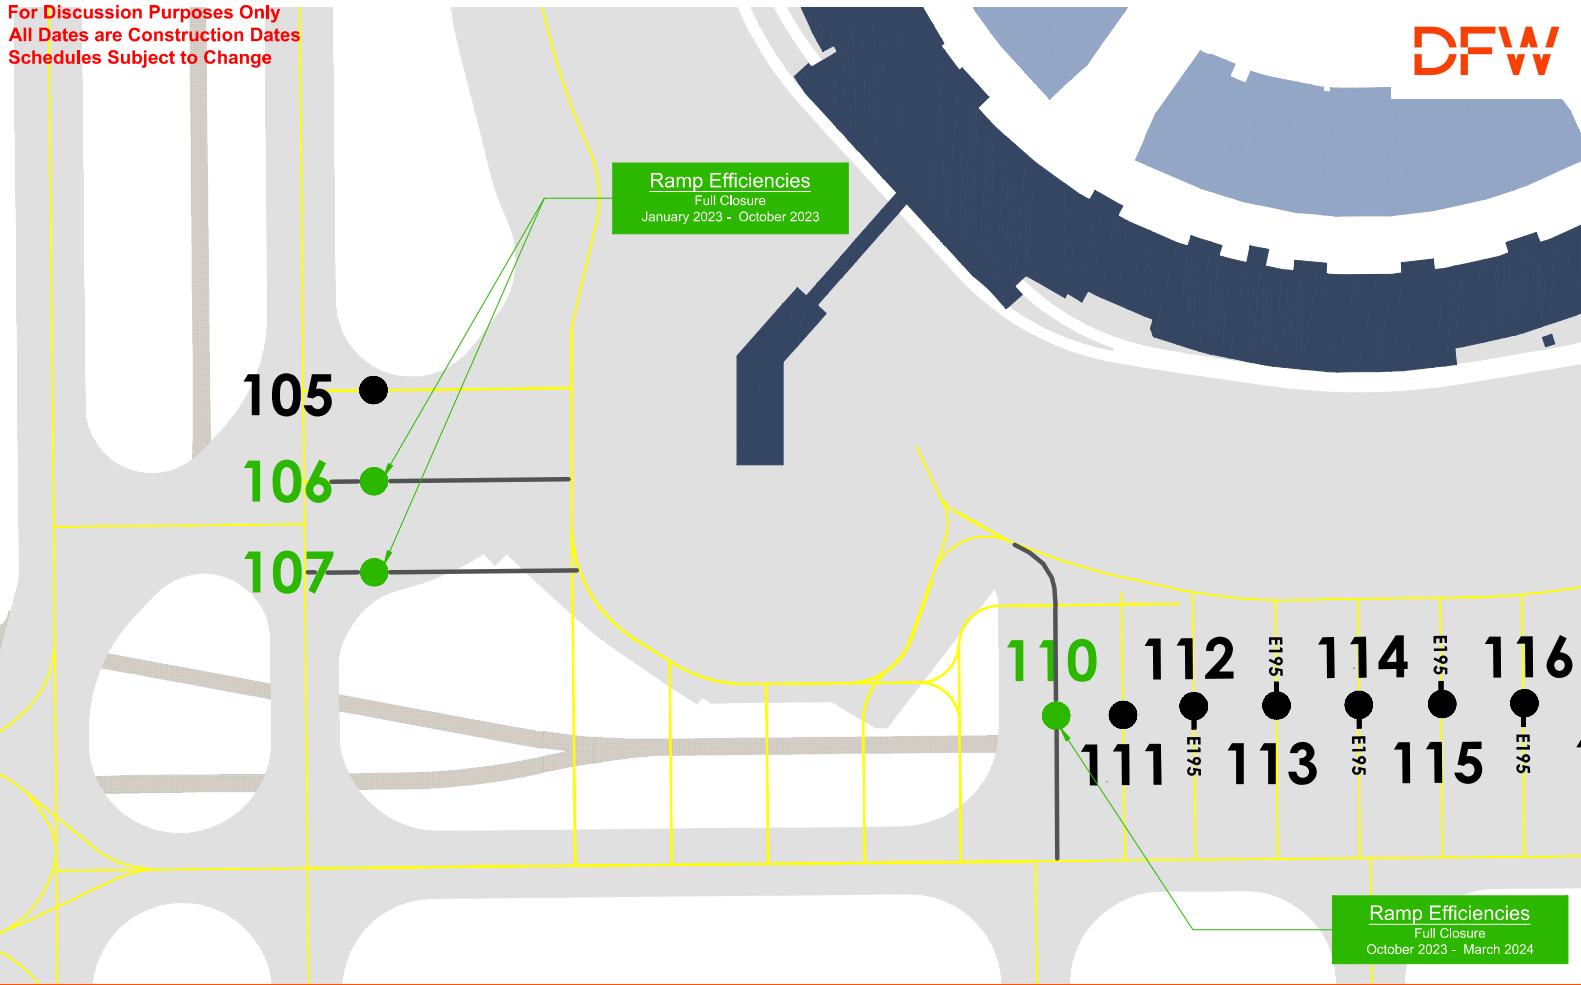 For Discussion Purposes Only
All Dates are Construction Dates
Schedules Subject to Change
DFW
Ramp Efficiencies
Full Closure
January 2023 - October 2023
105
106
107
110
112
E195
114
E195
116
111
E195
113
E195
115
E195
Ramp Efficiencies
Full Closure
October 2023 - March 2024